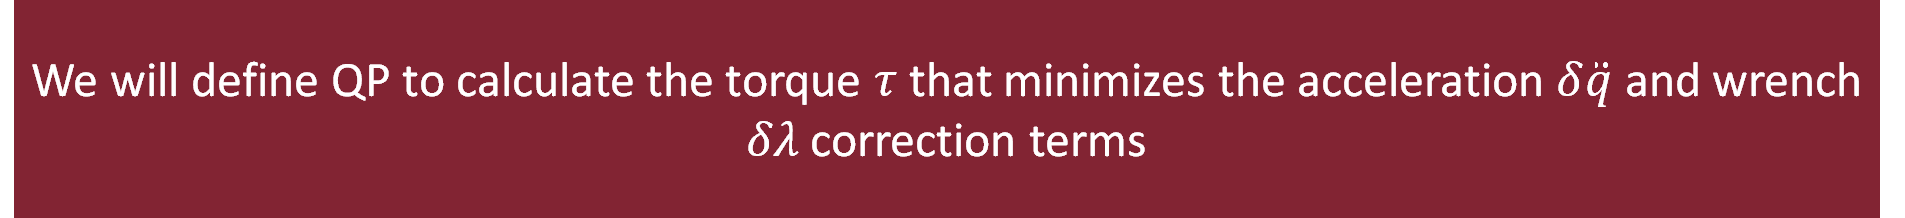 We will define QP to calculate the torque 𝜏 that minimizes the acceleration 𝛿𝑞̈ and wrench
𝛿𝜆 correction terms